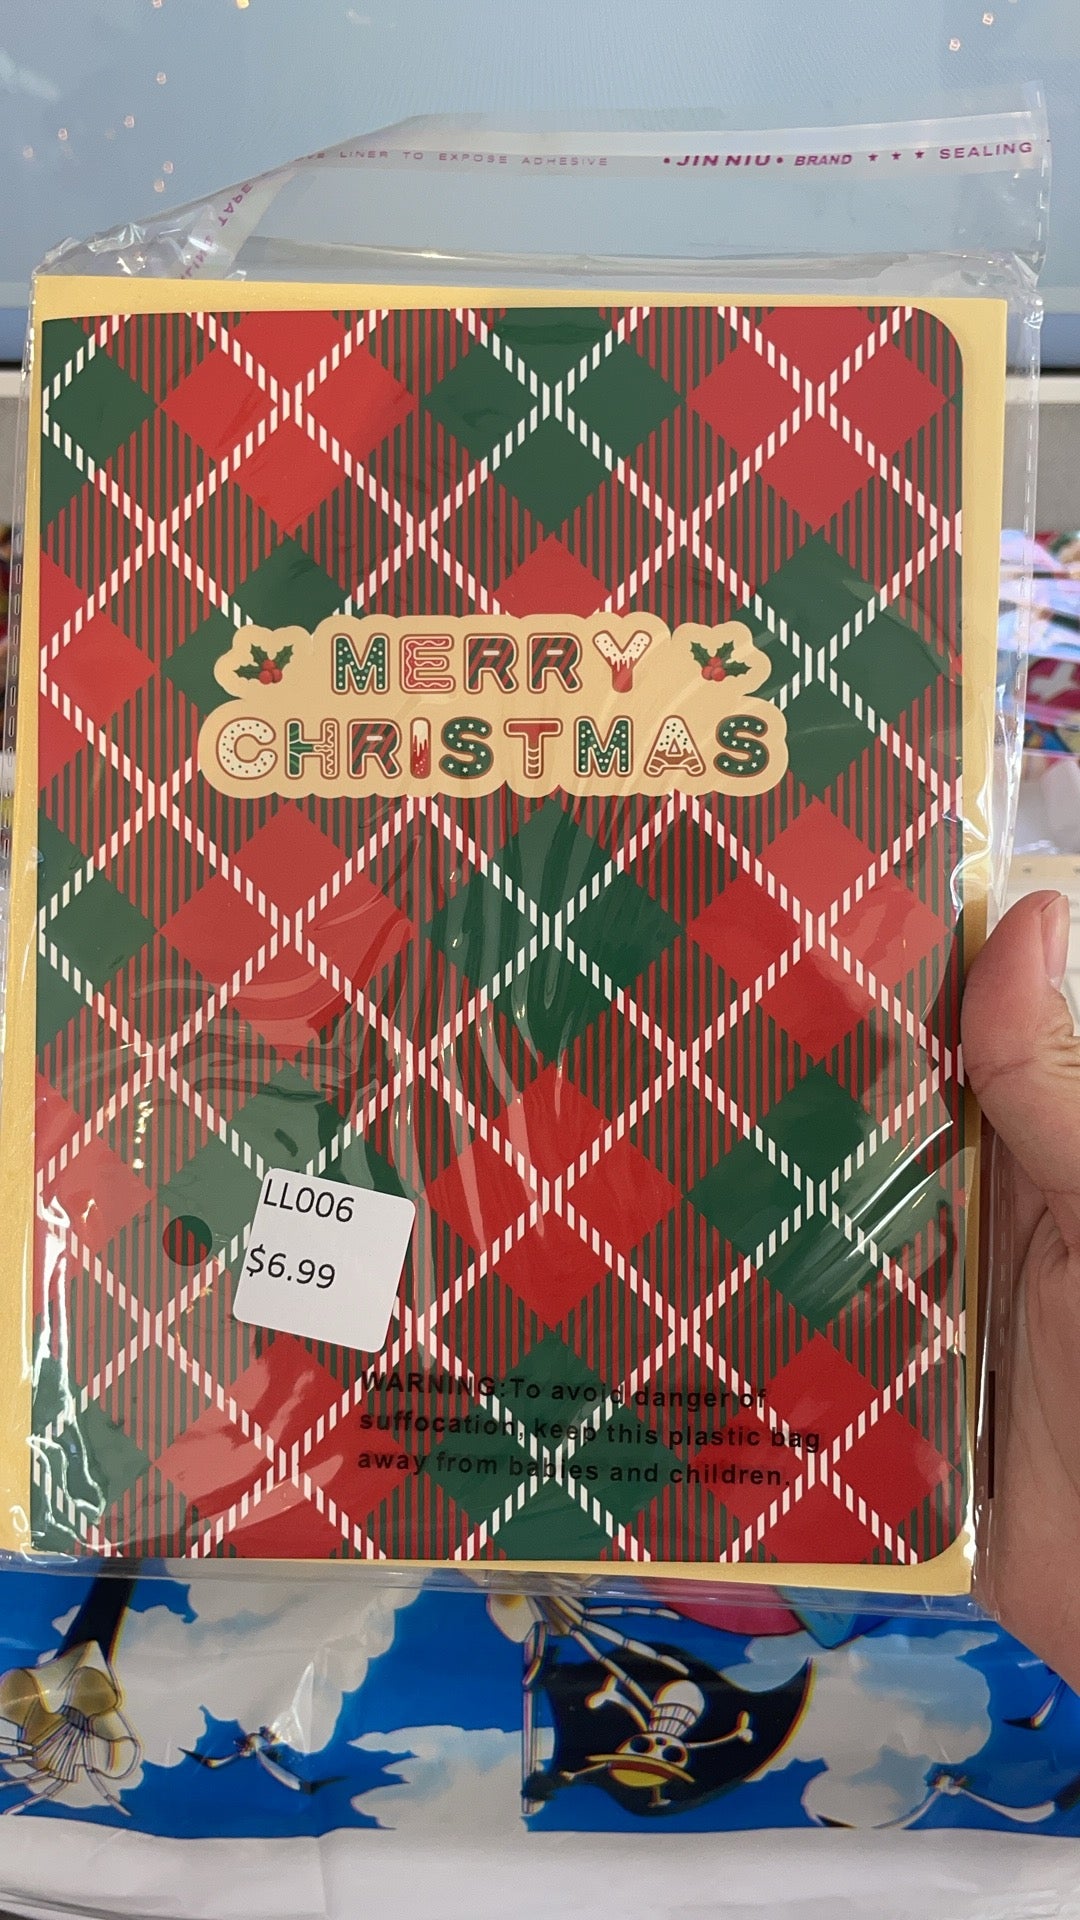 LINER TO EXPOSE ADHESIVE •JIN NIU• BRAND ★ ★ ★ SEALING
TAPE
MERRY
CHRISTMAS
LL006
$6.99
WARNING:To avoid danger of
suffocation, keep this plastic bag
away from babies and children.